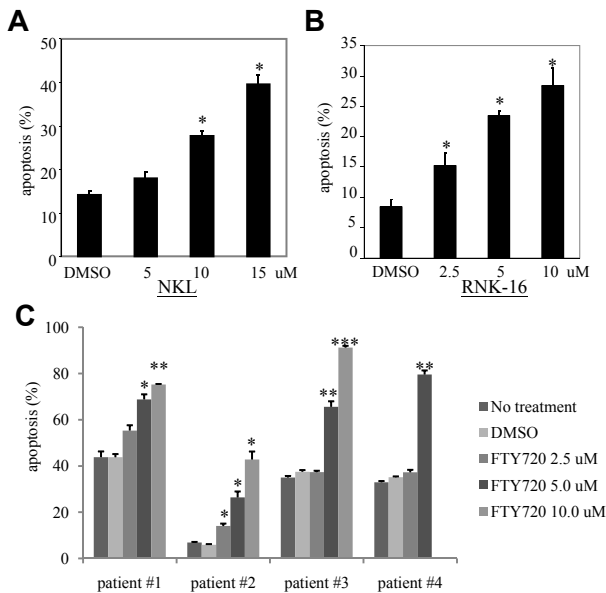 A
apoptosis (%)
50
40
30
20
10
0
*
*
DMSO 5 10 15 uM
NKL
B
apoptosis (%)
35
30
25
20
15
10
5
0
*
*
*
DMSO 2.5 5 10 uM
RNK-16
C
apoptosis (%)
100
80
60
40
20
0
* **
* * *
** ***
**
patient #1 patient #2 patient #3 patient #4
No treatment
DMSO
FTY720 2.5 uM
FTY720 5.0 uM
FTY720 10.0 uM